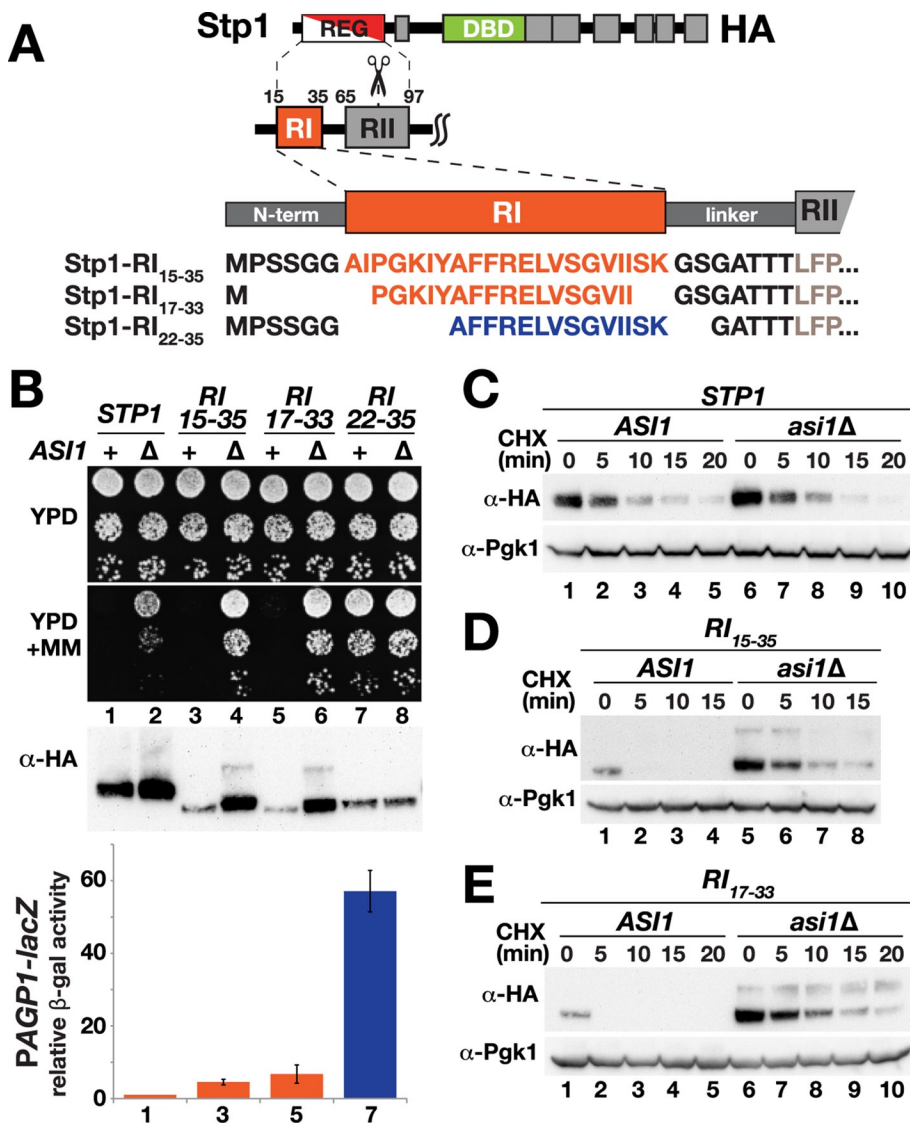 A
Stp1 REG DBD HA
15 35 65 97
RI RII
N-term RI linker RII
Stp1-RI15-35 MPSSGG AIPGKIYAFFRELVSGVIISK GSGATTTLFP...
Stp1-RI17-33 M PGKIYAFFRELVSGVII GSGATTTLFP...
Stp1-RI22-35 MPSSGG AFFRELVSGVIISK GATTTLFP...
B
STP1 RI 15-35 RI 17-33 RI 22-35
ASI1 + Δ + Δ + Δ + Δ
YPD
YPD +MM
1 2 3 4 5 6 7 8
α-HA
PAGP1-lacZ
relative β-gal activity
60
40
20
0
1 3 5 7
C
STP1
ASI1 asi1Δ
CHX (min) 0 5 10 15 20 0 5 10 15 20
α-HA
α-Pgk1
1 2 3 4 5 6 7 8 9 10
D
RI15-35
ASI1 asi1Δ
CHX (min) 0 5 10 15 0 5 10 15
α-HA
α-Pgk1
1 2 3 4 5 6 7 8
E
RI17-33
ASI1 asi1Δ
CHX (min) 0 5 10 15 20 0 5 10 15 20
α-HA
α-Pgk1
1 2 3 4 5 6 7 8 9 10